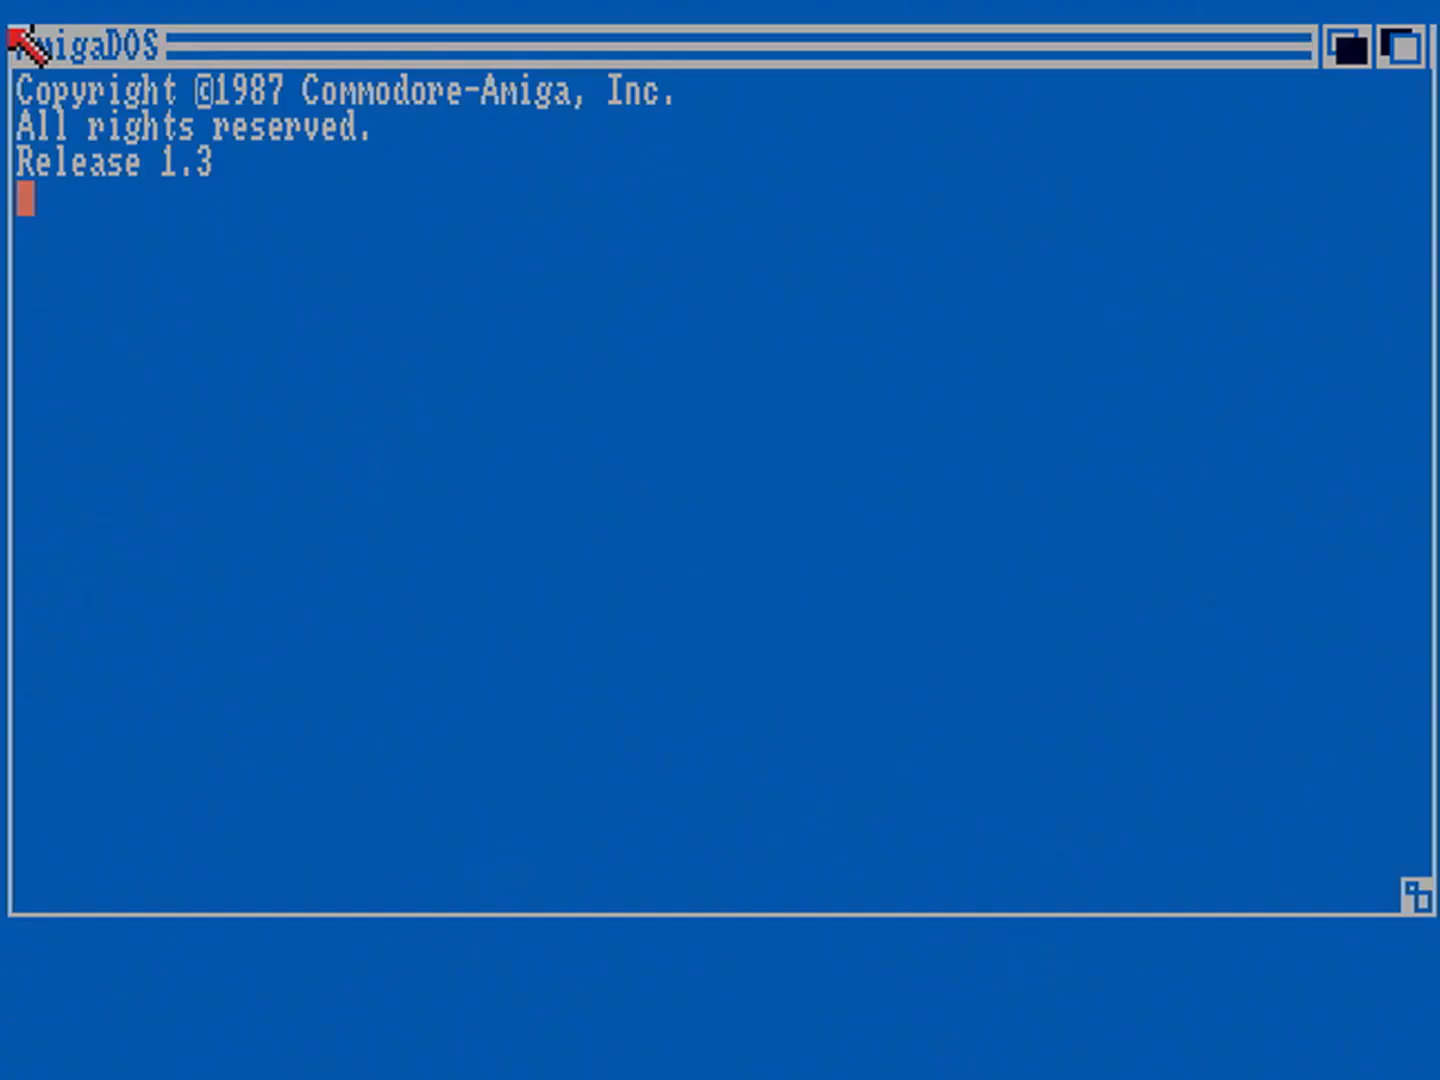 AmigaDOS
Copyright ©1987 Commodore-Amiga, Inc.
All rights reserved.
Release 1.3